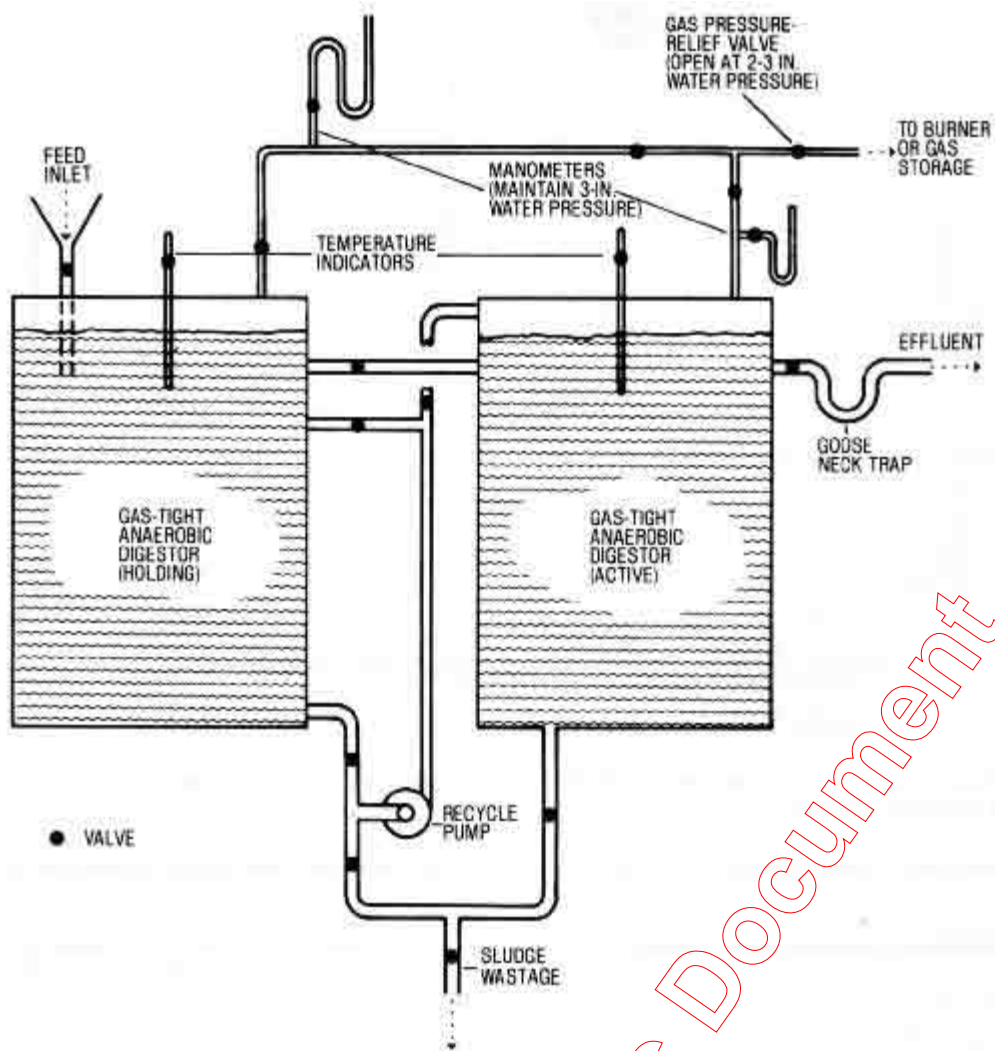 GAS PRESSURE-
RELIEF VALVE
(OPEN AT 2-3 IN.
WATER PRESSURE)
TO BURNER
OR GAS
STORAGE
FEED
INLET
MANOMETERS
(MAINTAIN 3-IN.
WATER PRESSURE)
TEMPERATURE
INDICATORS
EFFLUENT
GOOSE
NECK TRAP
GAS-TIGHT
ANAEROBIC
DIGESTOR
(HOLDING)
GAS-TIGHT
ANAEROBIC
DIGESTOR
(ACTIVE)
RECYCLE
PUMP
VALVE
SLUDGE
WASTAGE
Document